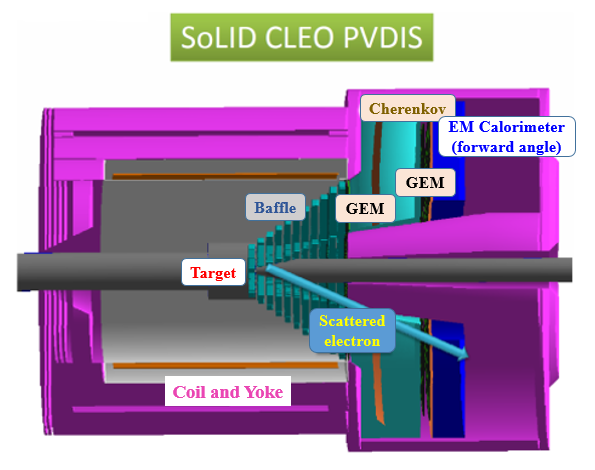 SoLID CLEO PVDIS
Cherenkov
EM Calorimeter
(forward angle)
GEM
Baffle
GEM
Target
Scattered
electron
Coil and Yoke